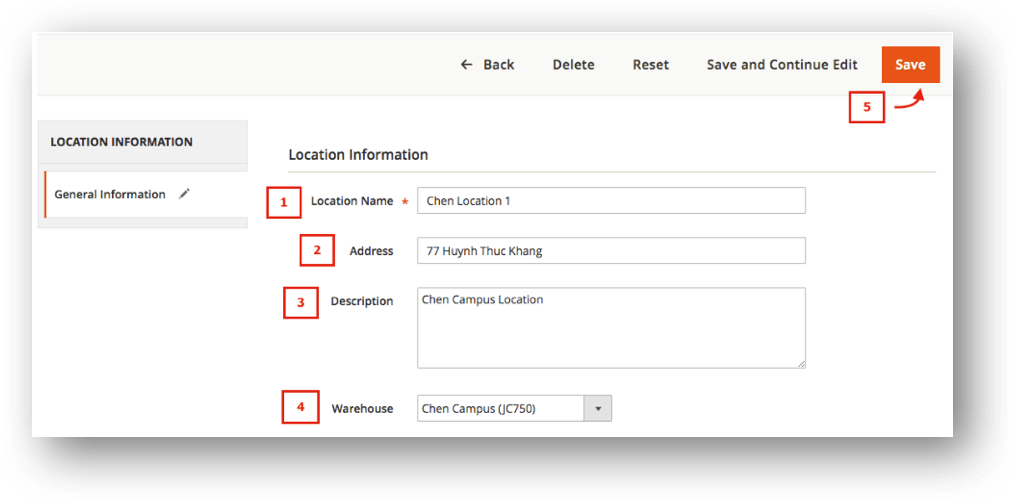 ← Back Delete Reset Save and Continue Edit Save
5
LOCATION INFORMATION
General Information
Location Information
1 Location Name * Chen Location 1
2 Address 77 Huynh Thuc Khang
3 Description Chen Campus Location
4 Warehouse Chen Campus (JC750)